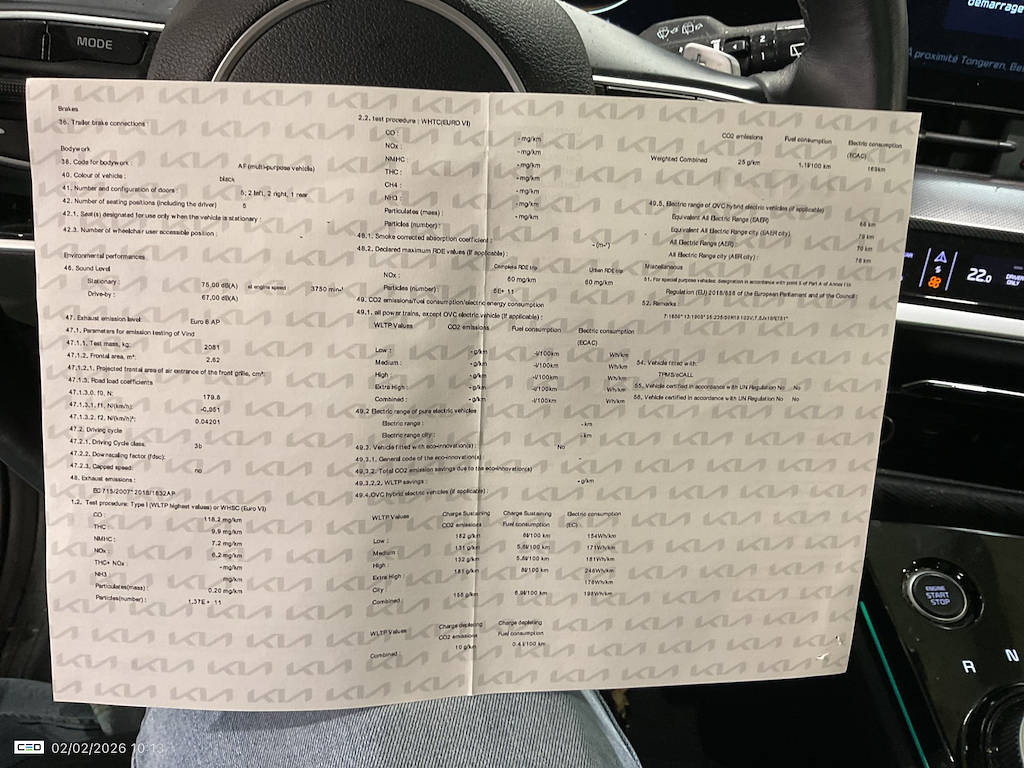 MODE
démarrage
À proximité Tongeren, Be
22.0
DRIVER ONLY
ENGINE
START
STOP
R
N
KIA
Brakes
36. Trailer brake connections :
Bodywork
38. Code for bodywork : AF(multi-purpose vehicle)
40. Colour of vehicle : black
41. Number and configuration of doors : 5; 2 left, 2 right, 1 rear
42. Number of seating positions (including the driver) 5
42.1. Seat(s) designated for use only when the vehicle is stationary :
42.3. Number of wheelchair user accessible position : -
Environmental performances
46. Sound Level
Stationary : 75,00 dB(A) at engine speed 3750 min-¹
Drive-by : 67,00 dB(A)
47. Exhaust emission level: Euro 6 AP
47.1. Parameters for emission testing of Vind
47.1.1. Test mass, kg: 2081
47.1.2. Frontal area, m²: 2.62
47.1.2.1. Projected frontal area of air entrance of the front grille, cm²:
47.1.3. Road load coefficients
47.1.3.0. f0, N: 179.8
47.1.3.1. f1, N/(km/h): -0,051
47.1.3.2. f2, N/(km/h)²: 0.04201
47.2. Driving cycle
47.2.1. Driving Cycle class: 3b
47.2.2. Downscaling factor (fdsc):
47.2.3. Capped speed: no
48. Exhaust emissions :
EC 715/2007*2018/1832AP
1.2. Test procedure: Type I (WLTP highest values) or WHSC (Euro VI)
CO : 118.2 mg/km
THC : 9.9 mg/km
NMHC : 7.2 mg/km
NOx : 6.2 mg/km
THC+ NOx : - mg/km
NH3 : mg/km
Particulates(mass) : 0.20 mg/km
Particles(number) : 1,37E+ 11
2.2. test procedure : WHTC(EURO VI)
CO : - mg/km
NOx : - mg/km
NMHC : - mg/km
THC : - mg/km
CH4 : - mg/km
NH3 : - mg/km
Particulates (mass) : - mg/km
Particles (number) :
48.1. Smoke corrected absorption coefficient : - (m-¹)
48.2. Declared maximum RDE values (if applicable) :
Complete RDE trip Urban RDE trip
NOx : 60 mg/km 60 mg/km
Particles (number) : 6E+ 11
49. CO2 emissions/fuel consumption/electric energy consumption
49.1. all power trains, except OVC electric vehicle (if applicable) :
WLTP Values CO2 emissions Fuel consumption Electric consumption
(ECAC)
Low : - g/km -l/100km Wh/km
Medium : - g/km -l/100km Wh/km
High : - g/km -l/100km Wh/km
Extra High : - g/km -l/100km Wh/km
Combined : - g/km -l/100km Wh/km
49.2 Electric range of pure electric vehicles
Electric range : - km
Electric range city : - km
49.3. Vehicle fitted with eco-innovation(s) : No
49.3.1. General code of the eco-innovation(s)
49.3.2. Total CO2 emission savings due to the eco-innovation(s)
49.3.2.2. WLTP savings : - g/km
49.4. OVC hybrid electric vehicles (if applicable) :
WLTP Values Charge Sustaining Charge Sustaining Electric consumption
CO2 emissions Fuel consumption (EC)
Low : 182 g/km 8l/100 km 154Wh/km
Medium 131 g/km 5.8l/100 km 171Wh/km
High : 132 g/km 5.8l/100 km 181Wh/km
Extra High : 181 g/km 8l/100 km 246Wh/km
City : 178Wh/km
Combined : 156 g/km 6.9l/100 km 198Wh/km
WLTP Values Charge depleting Charge depleting
CO2 emissions Fuel consumption
Combined : 10 g/km 0.4 l/100 km
CO2 emissions Fuel consumption Electric consumption
(ECAC)
Weighted Combined 25 g/km 1.1l/100 km 169km
49.5. Electric range of OVC hybrid electric vehicles (if applicable)
Equivalent All Electric Range (EAER) 66 km
Equivalent All Electric Range city (EAER city) : 79 km
All Electric Range (AER) : 70 km
All Electric Range city (AER city) : 78 km
Miscellaneous
51. For special purpose vehicles: designation in accordance with point 5 of Part A of Annex
Regulation (EU) 2018/858 of the European Parliament and of the Council :
52. Remarks :
54. Vehicle fitted with:
TPMS/eCALL
55. Vehicle certified in accordance with UN Regulation No No
56. Vehicle certified in accordance with UN Regulation No No
CEO 02/02/2026 10:13